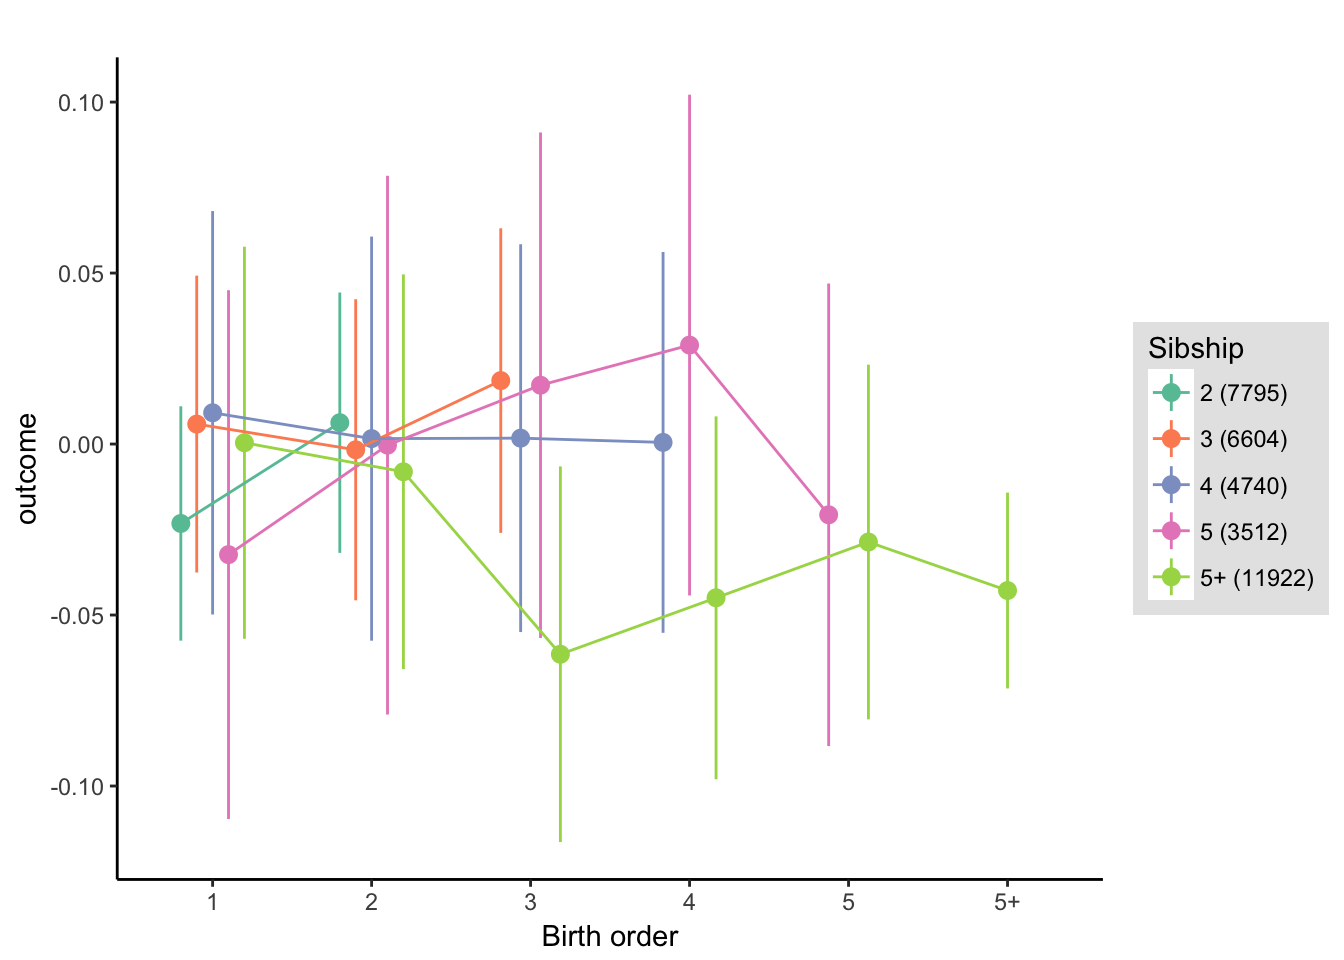 0.10
0.05
0.00
-0.05
-0.10
outcome
1 2 3 4 5 5+
Birth order
Sibship
2 (7795)
3 (6604)
4 (4740)
5 (3512)
5+ (11922)